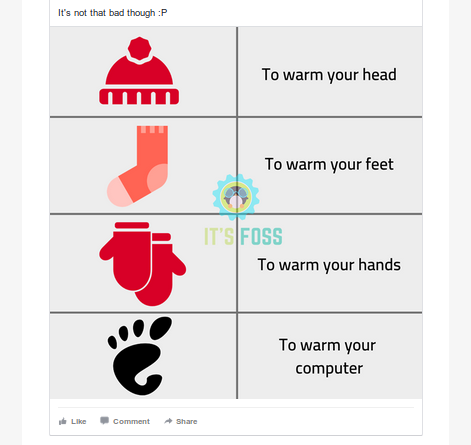 It's not that bad though :P
To warm your head
To warm your feet
IT'S FOSS
To warm your hands
To warm your
computer
Like Comment Share